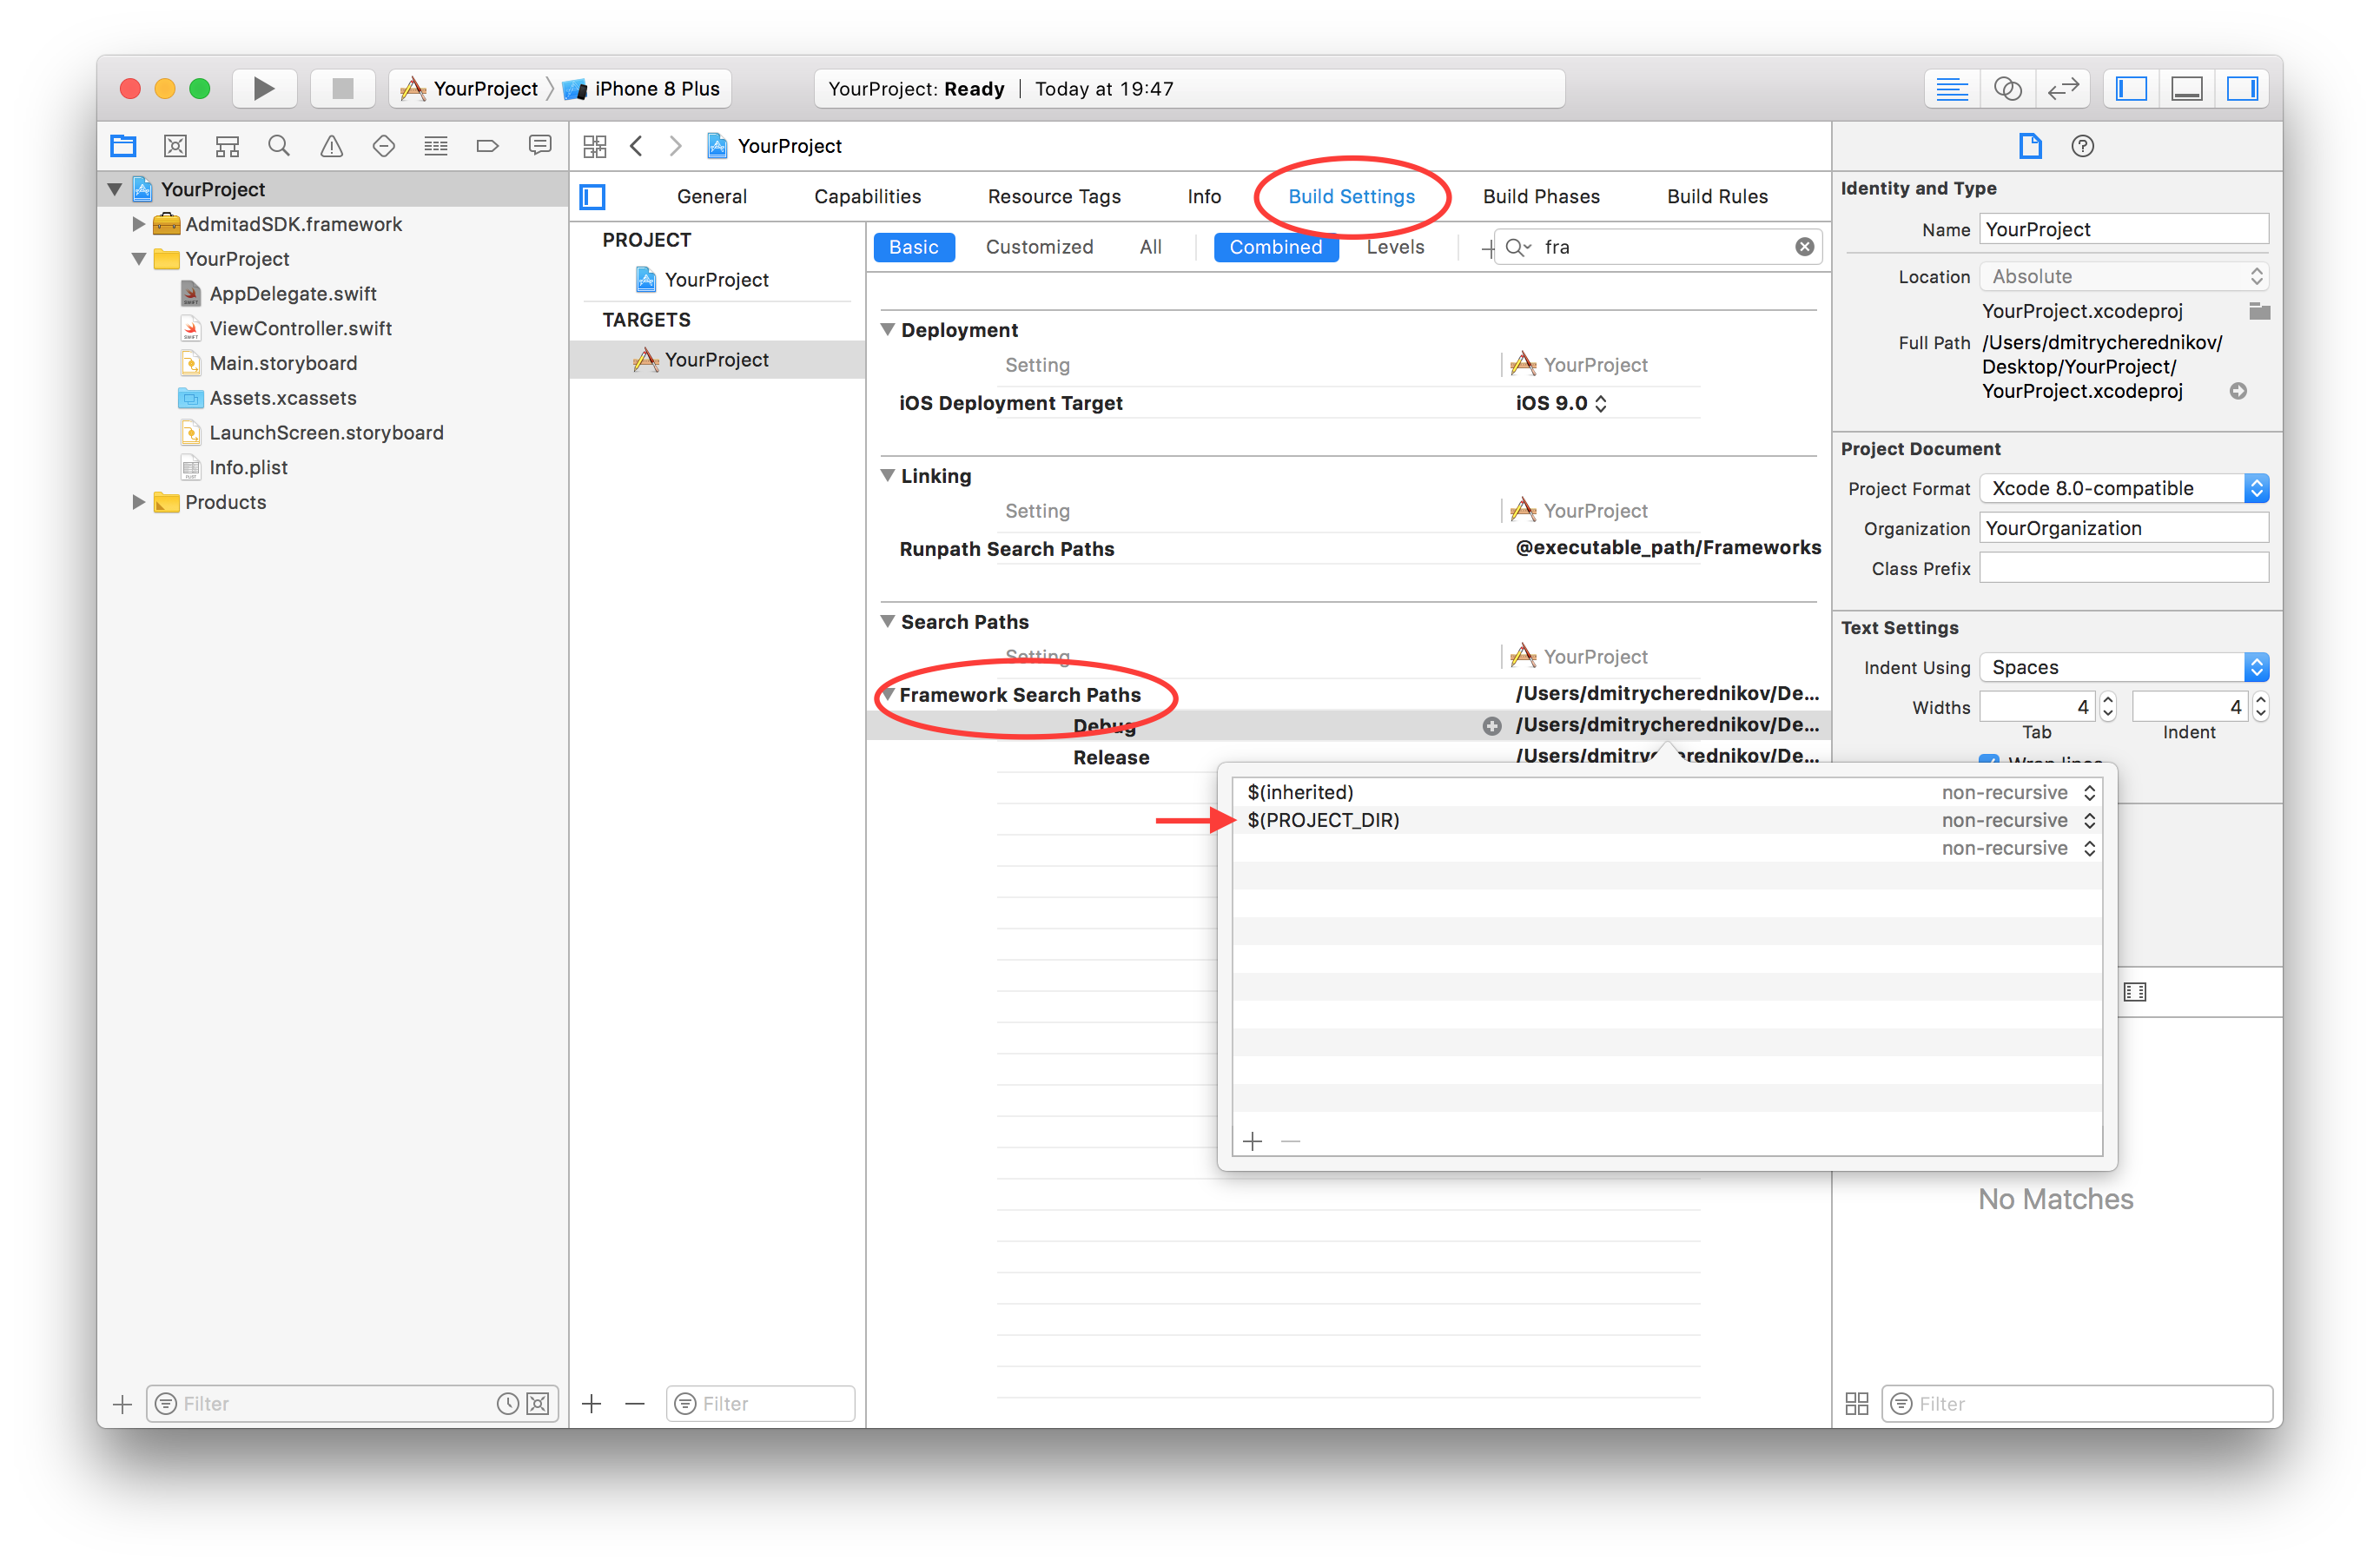 YourProject
iPhone 8 Plus
YourProject: Ready
Today at 19:47
YourProject
YourProject
AdmitadSDK.framework
YourProject
AppDelegate.swift
ViewController.swift
Main.storyboard
Assets.xcassets
LaunchScreen.storyboard
Info.plist
Products
Filter
General
Capabilities
Resource Tags
Info
Build Settings
Build Phases
Build Rules
PROJECT
YourProject
TARGETS
YourProject
Filter
Basic
Customized
All
Combined
Levels
fra
Deployment
Setting
YourProject
iOS Deployment Target
iOS 9.0
Linking
Setting
YourProject
Runpath Search Paths
@executable_path/Frameworks
Search Paths
Setting
YourProject
Framework Search Paths
/Users/dmitrycherednikov/De...
Debug
/Users/dmitrycherednikov/De...
Release
/Users/dmitrycherednikov/De...
$(inherited)
non-recursive
$(PROJECT_DIR)
non-recursive
non-recursive
Identity and Type
Name
YourProject
Location
Absolute
YourProject.xcodeproj
Full Path
/Users/dmitrycherednikov/
Desktop/YourProject/
YourProject.xcodeproj
Project Document
Project Format
Xcode 8.0-compatible
Organization
YourOrganization
Class Prefix
Text Settings
Indent Using
Spaces
Widths
4
4
Tab
Indent
Wrap lines
No Matches
Filter